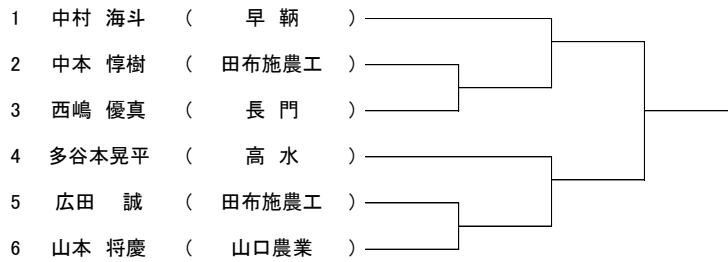 1 中村 海斗 ( 早 鞆 )
2 中本 惇樹 ( 田布施農工 )
3 西嶋 優真 ( 長 門 )
4 多谷本晃平 ( 高 水 )
5 広田 誠 ( 田布施農工 )
6 山本 将慶 ( 山口農業 )